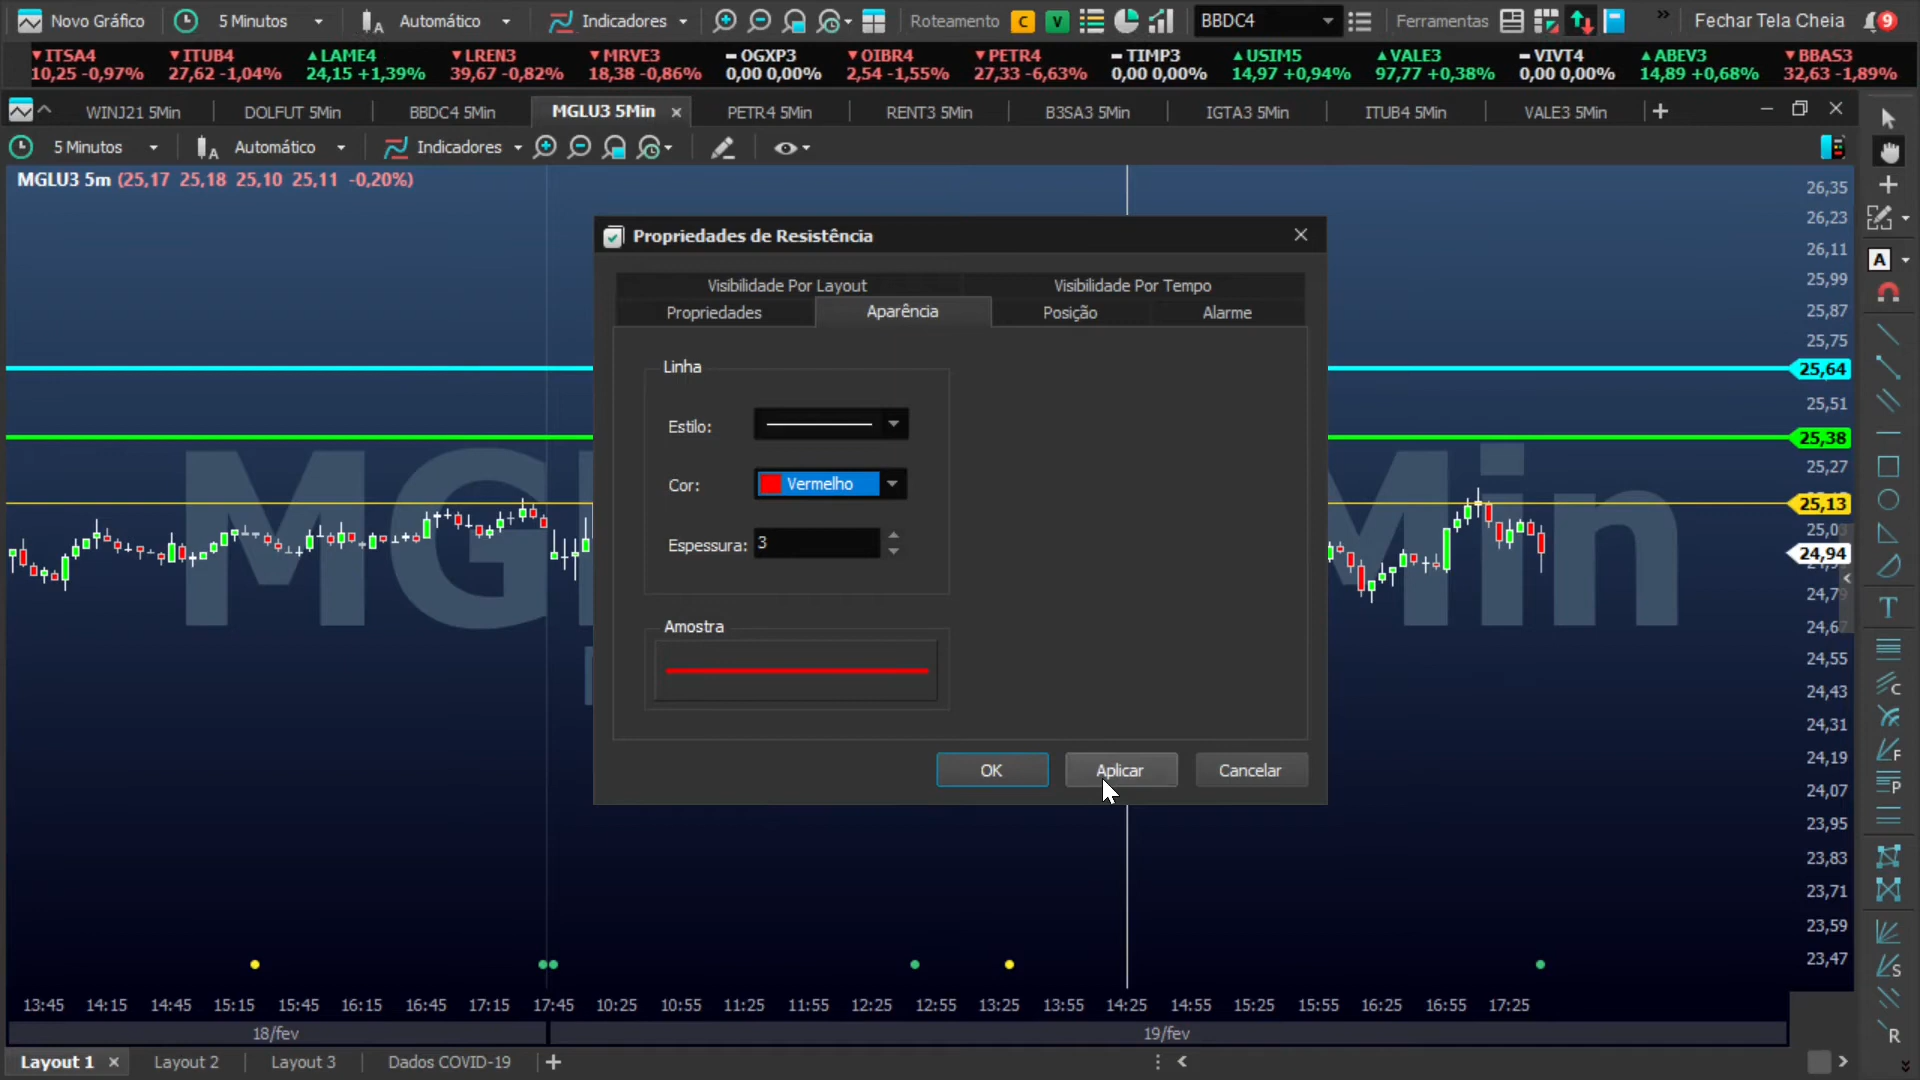 Novo Gráfico 5 Minutos Automático Indicadores Roteamento C V BBDC4 Ferramentas Fechar Tela Cheia 9
ITSA4 ITUB4 LAME4 LREN3 MRVE3 OGXP3 OIBR4 PETR4 TIMP3 USIM5 VALE3 VIVT4 ABEV3 BBAS3
10,25 -0,97% 27,62 -1,04% 24,15 +1,39% 39,67 -0,82% 18,38 -0,86% 0,00 0,00% 2,54 -1,55% 27,33 -6,63% 0,00 0,00% 14,97 +0,94% 97,77 +0,38% 0,00 0,00% 14,89 +0,68% 32,63 -1,89%
WINJ21 5Min DOLFUT 5Min BBDC4 5Min MGLU3 5Min PETR4 5Min RENT3 5Min B3SA3 5Min IGTA3 5Min ITUB4 5Min VALE3 5Min
5 Minutos Automático Indicadores
MGLU3 5m (25,17 25,18 25,10 25,11 -0,20%)
26,35
26,23
26,11
25,99
25,87
25,75
25,64
25,51
25,38
25,27
25,13
25,03
24,94
24,79
24,67
24,55
24,43
24,31
24,19
24,07
23,95
23,83
23,71
23,59
23,47
Propriedades de Resistência
Visibilidade Por Layout Visibilidade Por Tempo
Propriedades Aparência Posição Alarme
Linha
Estilo:
Cor: Vermelho
Espessura: 3
Amostra
OK Aplicar Cancelar
A
T
C
F
P
S
R
13:45 14:15 14:45 15:15 15:45 16:15 16:45 17:15 17:45 10:25 10:55 11:25 11:55 12:25 12:55 13:25 13:55 14:25 14:55 15:25 15:55 16:25 16:55 17:25
18/fev 19/fev
Layout 1 Layout 2 Layout 3 Dados COVID-19